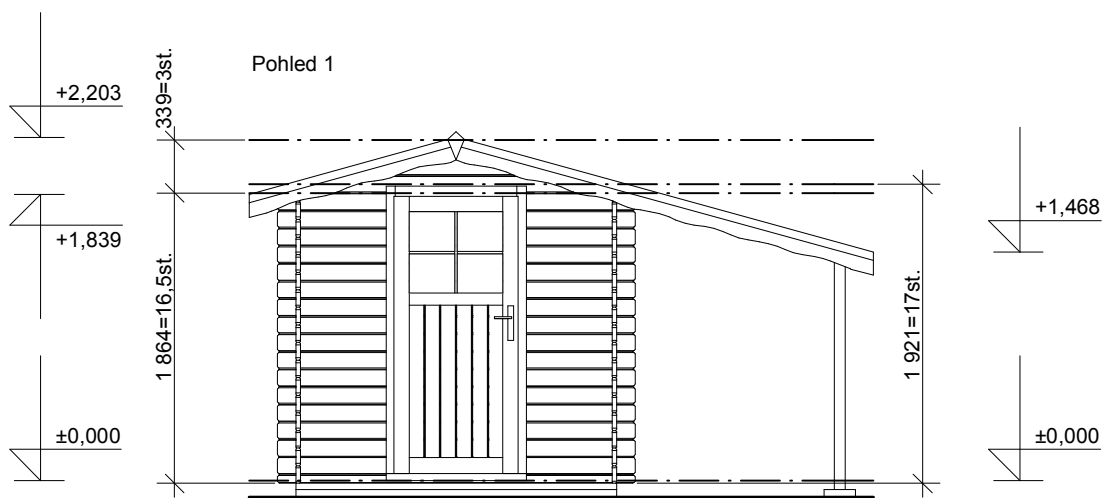 Pohled 1
+2,203
339=3st.
+1,839
1 864=16,5st.
±0,000
+1,468
1 921=17st.
±0,000